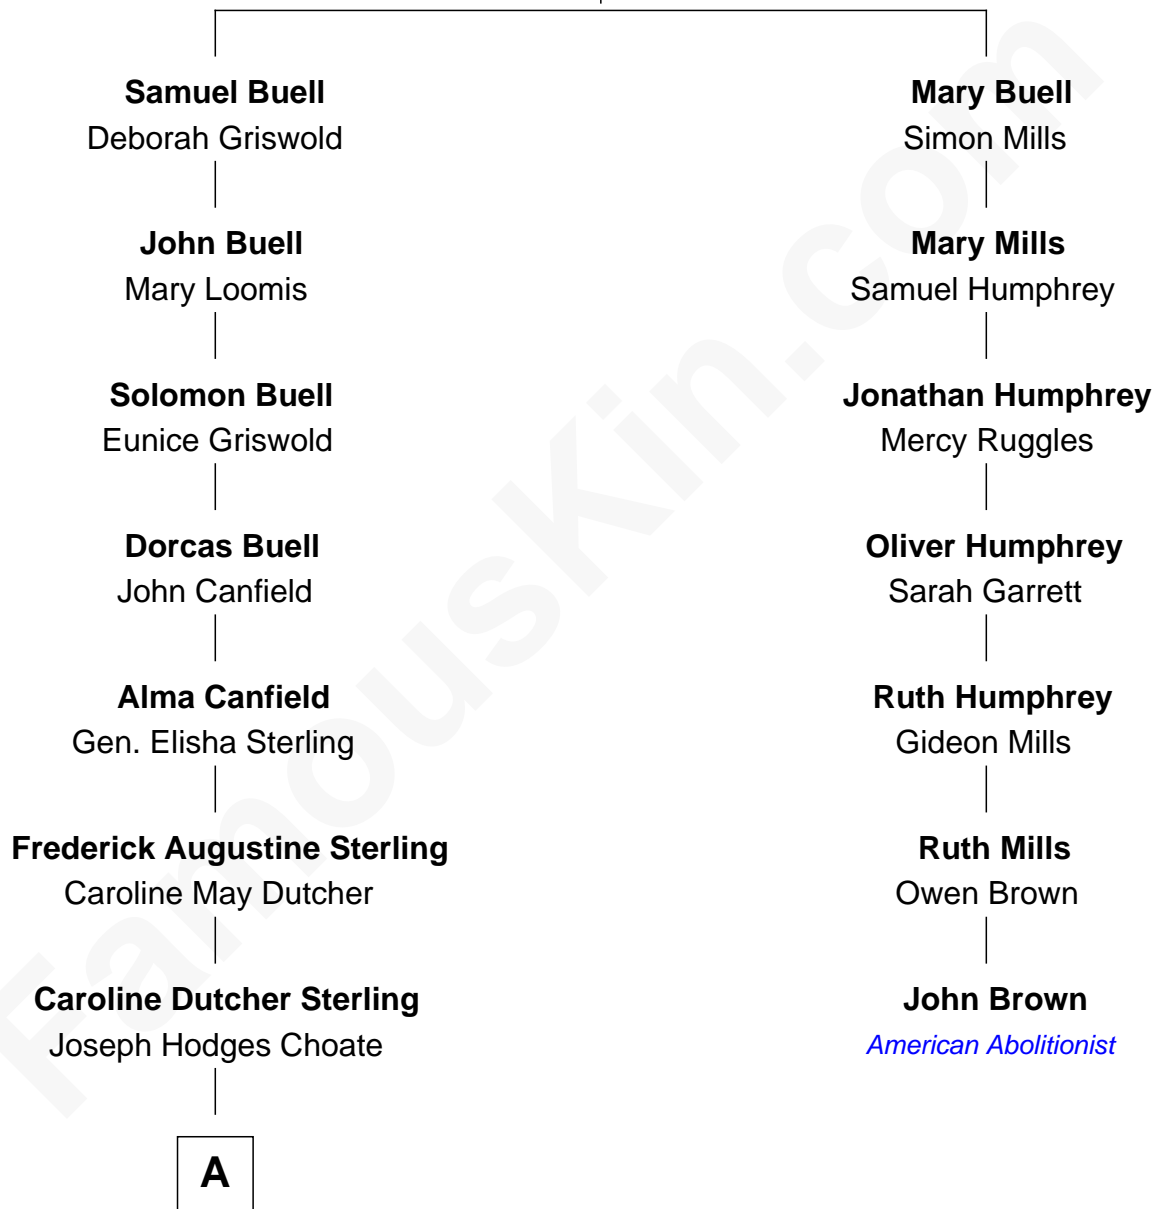 Samuel Buell
Deborah Griswold
John Buell
Mary Loomis
Solomon Buell
Eunice Griswold
Dorcas Buell
John Canfield
Alma Canfield
Gen. Elisha Sterling
Frederick Augustine Sterling
Caroline May Dutcher
Caroline Dutcher Sterling
Joseph Hodges Choate
A
Mary Buell
Simon Mills
Mary Mills
Samuel Humphrey
Jonathan Humphrey
Mercy Ruggles
Oliver Humphrey
Sarah Garrett
Ruth Humphrey
Gideon Mills
Ruth Mills
Owen Brown
John Brown
American Abolitionist
FamousKin.com